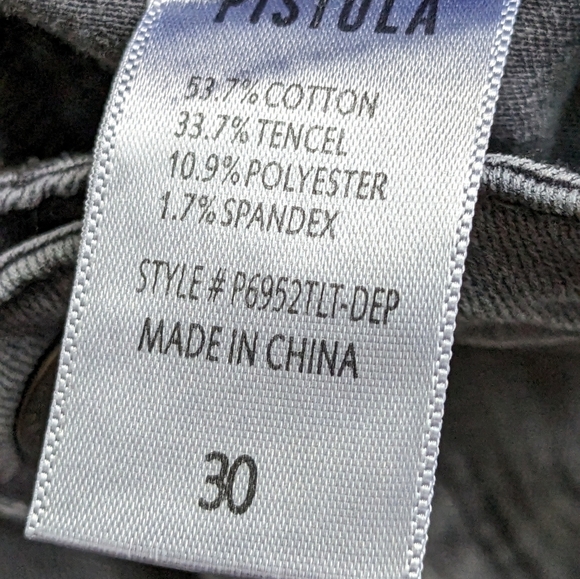 PISTOLA
53.7% COTTON
33.7% TENCEL
10.9% POLYESTER
1.7% SPANDEX
STYLE # P6952TLT-DEP
MADE IN CHINA
30